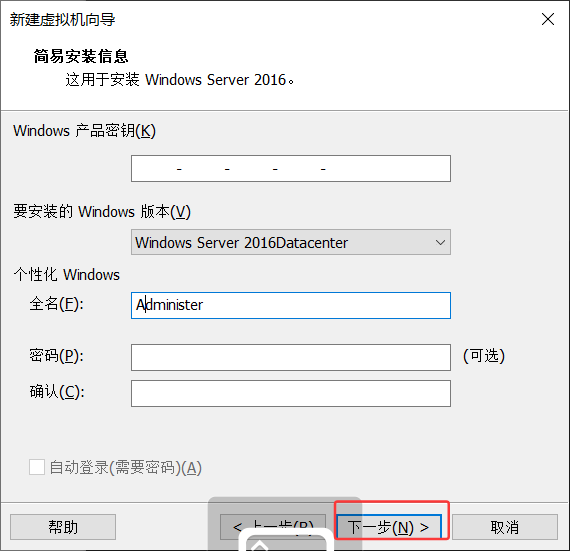 新建虚拟机向导
简易安装信息
这用于安装 Windows Server 2016。
Windows 产品密钥(K)
- - - -
要安装的 Windows 版本(V)
Windows Server 2016Datacenter
个性化 Windows
全名(F): Administer
密码(P): (可选)
确认(C):
自动登录(需要密码)(A)
帮助 < 上一步(B) 下一步(N) > 取消